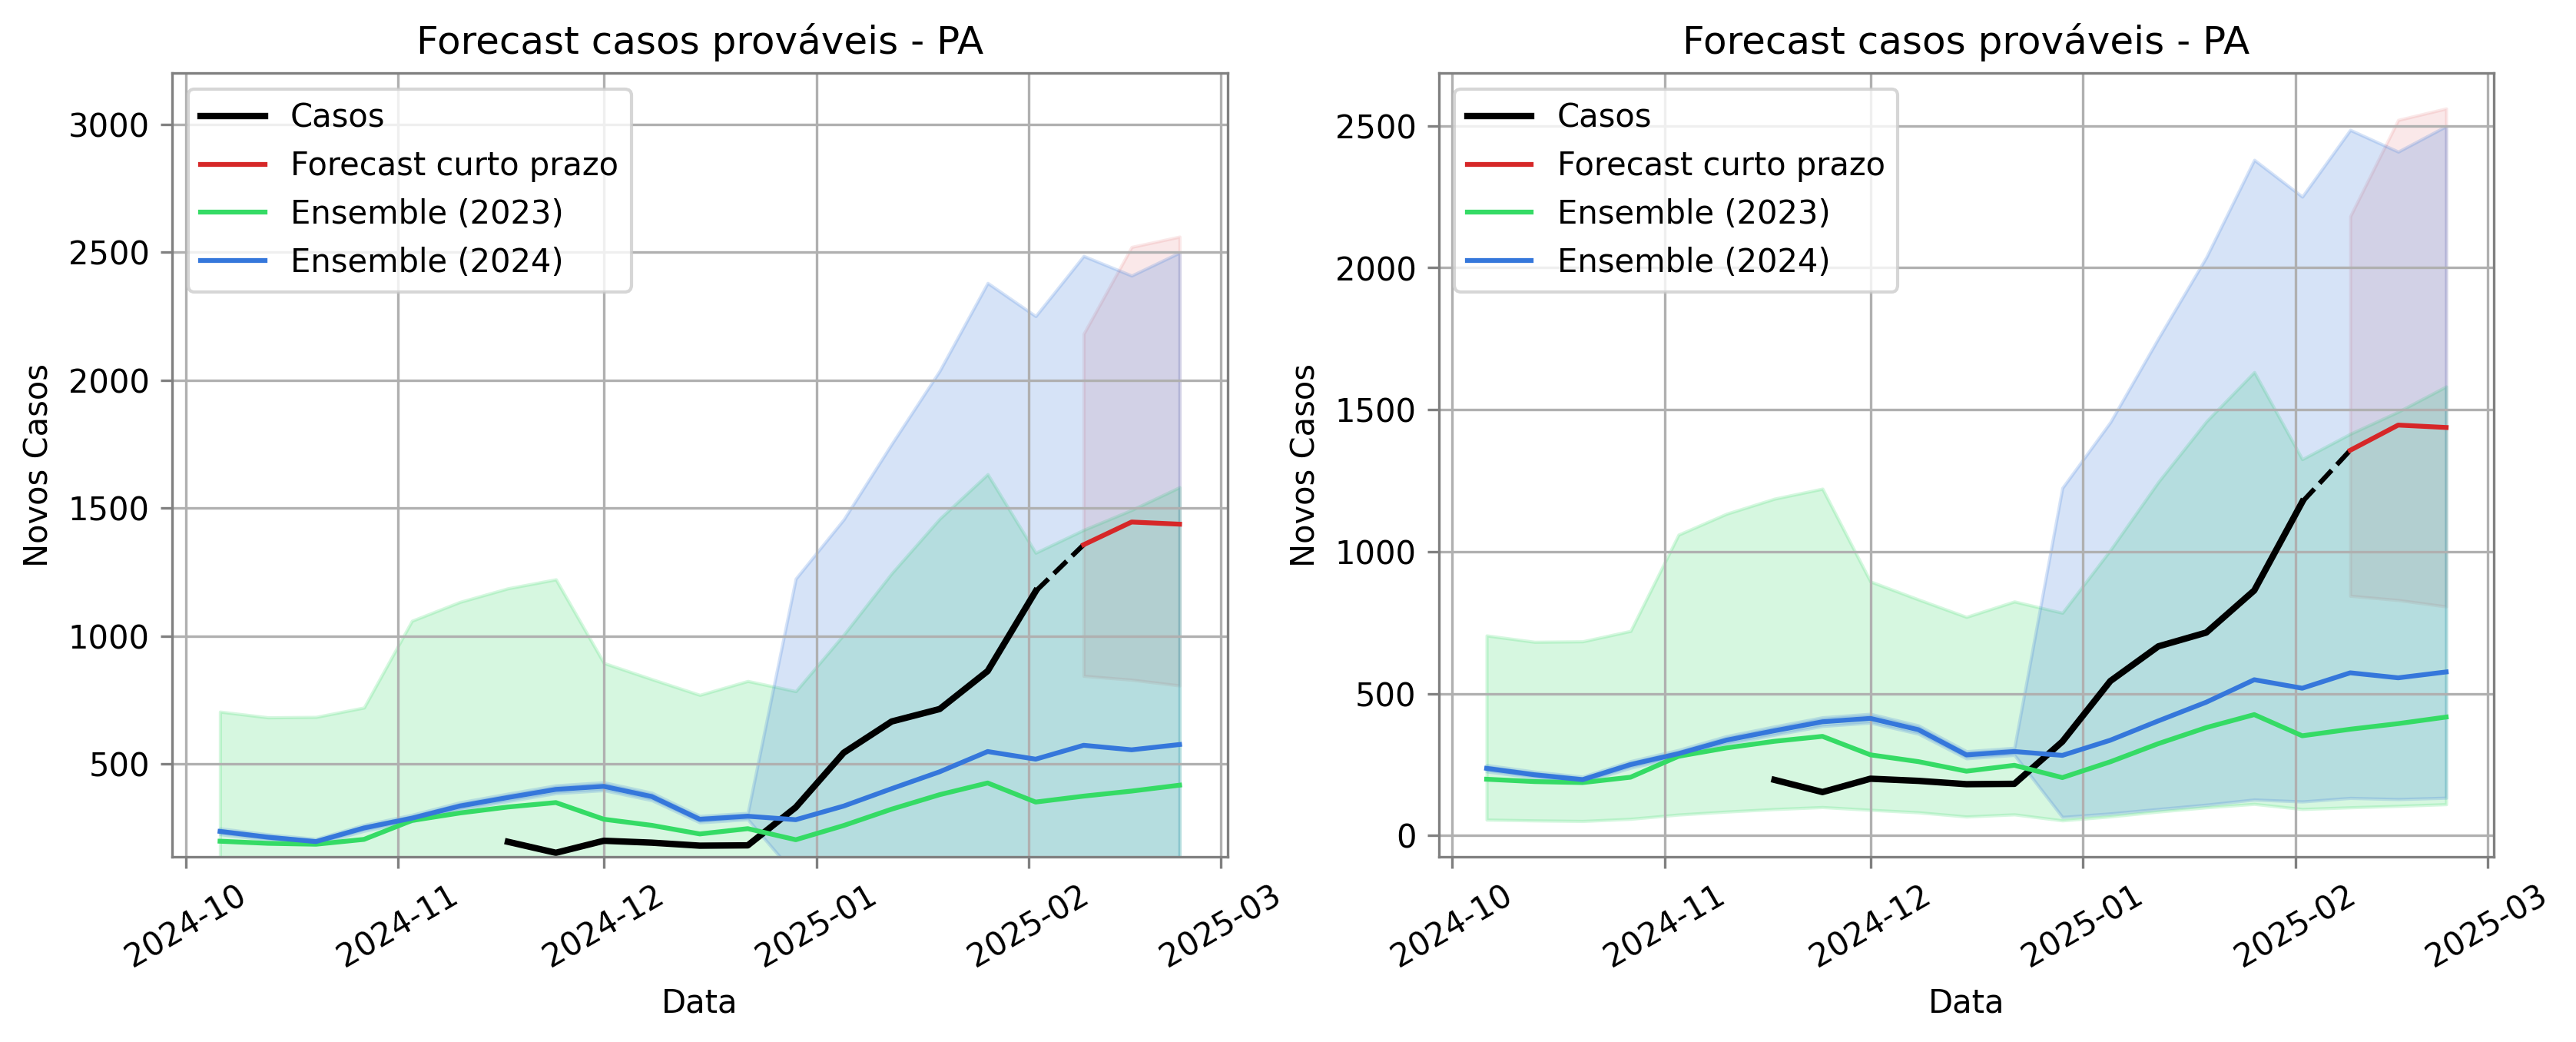 Forecast casos prováveis - PA
Novos Casos
3000
2500
2000
1500
1000
500
Casos
Forecast curto prazo
Ensemble (2023)
Ensemble (2024)
2024-10
2024-11
2024-12
2025-01
2025-02
2025-03
Data
Forecast casos prováveis - PA
Novos Casos
2500
2000
1500
1000
500
0
Casos
Forecast curto prazo
Ensemble (2023)
Ensemble (2024)
2024-10
2024-11
2024-12
2025-01
2025-02
2025-03
Data